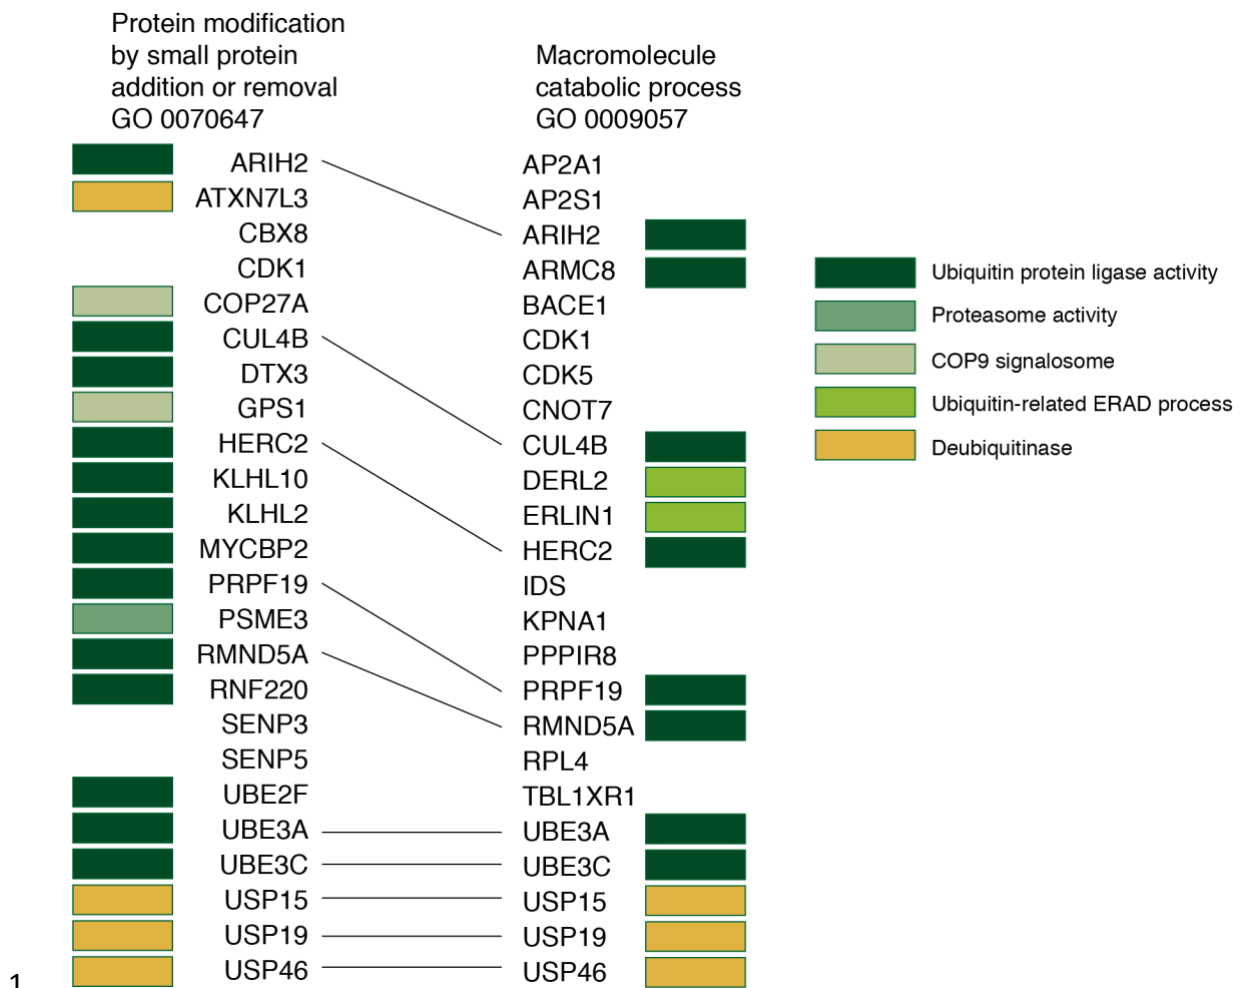 Protein modification
by small protein
addition or removal
GO 0070647
Macromolecule
catabolic process
GO 0009057
ARIH2
ATXN7L3
CBX8
CDK1
COP27A
CUL4B
DTX3
GPS1
HERC2
KLHL10
KLHL2
MYCBP2
PRPF19
PSME3
RMND5A
RNF220
SENP3
SENP5
UBE2F
UBE3A
UBE3C
USP15
USP19
USP46
AP2A1
AP2S1
ARIH2
ARMC8
BACE1
CDK1
CDK5
CNOT7
CUL4B
DERL2
ERLIN1
HERC2
IDS
KPNA1
PPPIR8
PRPF19
RMND5A
RPL4
TBL1XR1
UBE3A
UBE3C
USP15
USP19
USP46
Ubiquitin protein ligase activity
Proteasome activity
COP9 signalosome
Ubiquitin-related ERAD process
Deubiquitinase
1